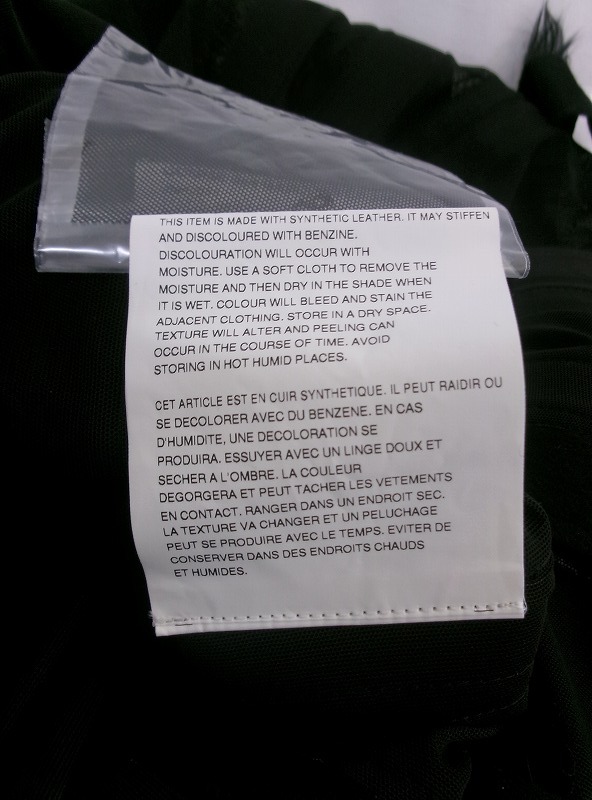 THIS ITEM IS MADE WITH SYNTHETIC LEATHER. IT MAY STIFFEN
AND DISCOLOURED WITH BENZINE.
DISCOLOURATION WILL OCCUR WITH
MOISTURE. USE A SOFT CLOTH TO REMOVE THE
MOISTURE AND THEN DRY IN THE SHADE WHEN
IT IS WET. COLOUR WILL BLEED AND STAIN THE
ADJACENT CLOTHING. STORE IN A DRY SPACE.
TEXTURE WILL ALTER AND PEELING CAN
OCCUR IN THE COURSE OF TIME. AVOID
STORING IN HOT HUMID PLACES.
CET ARTICLE EST EN CUIR SYNTHETIQUE. IL PEUT RAIDIR OU
SE DECOLORER AVEC DU BENZENE. EN CAS
D'HUMIDITE, UNE DECOLORATION SE
PRODUIRA. ESSUYER AVEC UN LINGE DOUX ET
SECHER A L'OMBRE. LA COULEUR
DEGORGERA ET PEUT TACHER LES VETEMENTS
EN CONTACT. RANGER DANS UN ENDROIT SEC.
LA TEXTURE VA CHANGER ET UN PELUCHAGE
PEUT SE PRODUIRE AVEC LE TEMPS. EVITER DE
CONSERVER DANS DES ENDROITS CHAUDS
ET HUMIDES.